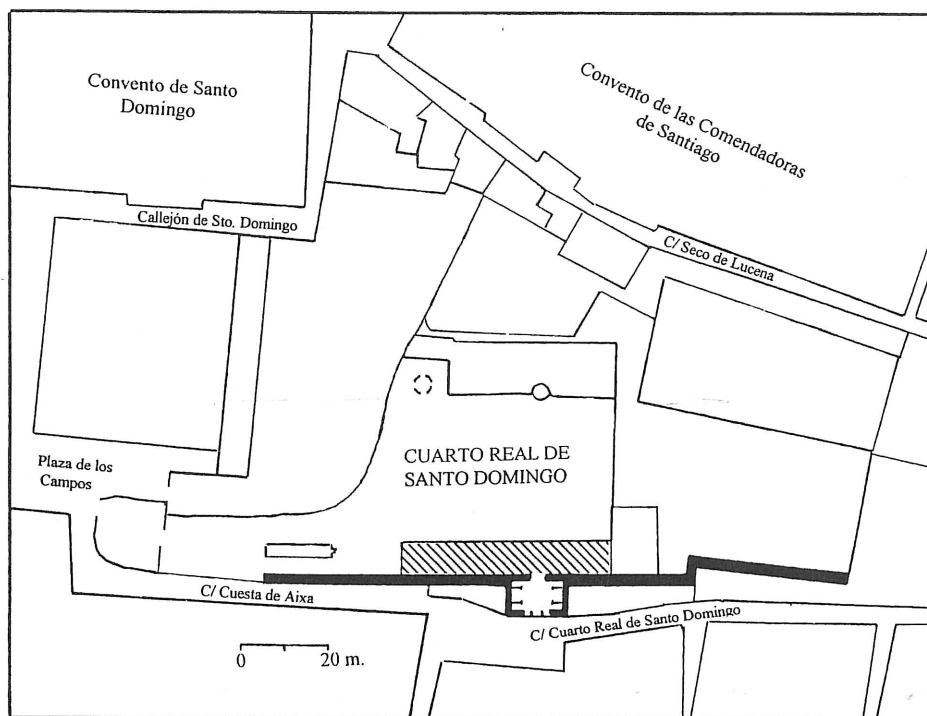 Convento de Santo
Domingo
Convento de las Comendadoras
de Santiago
Callejón de Sto. Domingo
C/ Seco de Lucena
CUARTO REAL DE
SANTO DOMINGO
Plaza de los
Campos
C/ Cuesta de Aixa
C/ Cuarto Real de Santo Domingo
0 20 m.